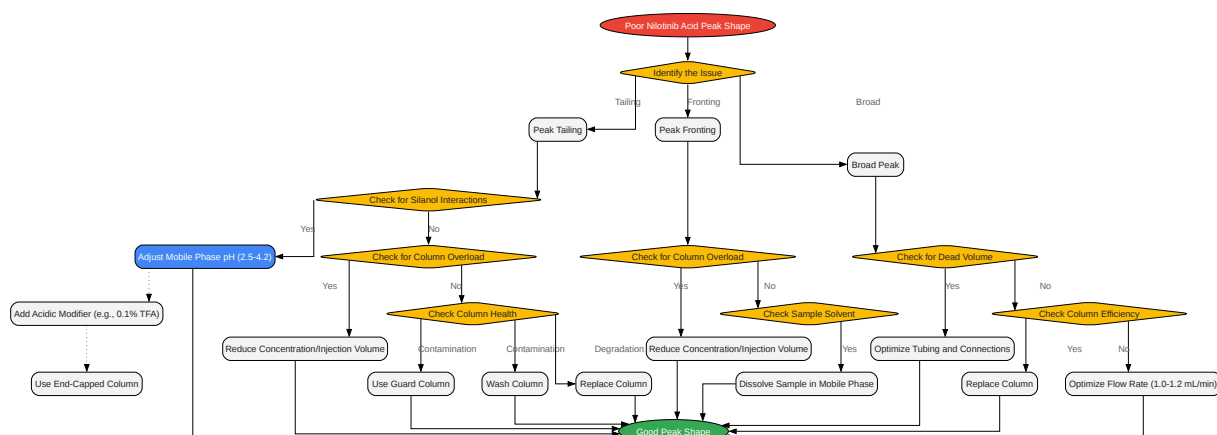 Poor Nilotinib Acid Peak Shape
Identify the Issue
Tailing
Fronting
Broad
Peak Tailing
Peak Fronting
Broad Peak
Check for Silanol Interactions
Yes
No
Adjust Mobile Phase pH (2.5-4.2)
Check for Column Overload
Check for Column Overload
Check for Dead Volume
Yes
No
Yes
No
Yes
No
Add Acidic Modifier (e.g., 0.1% TFA)
Check Column Health
Check Sample Solvent
Check Column Efficiency
Reduce Concentration/Injection Volume
Contamination
Contamination
Degradation
Reduce Concentration/Injection Volume
Yes
Optimize Tubing and Connections
Yes
No
Use End-Capped Column
Use Guard Column
Wash Column
Replace Column
Dissolve Sample in Mobile Phase
Replace Column
Optimize Flow Rate (1.0-1.2 mL/min)
Good Peak Shape